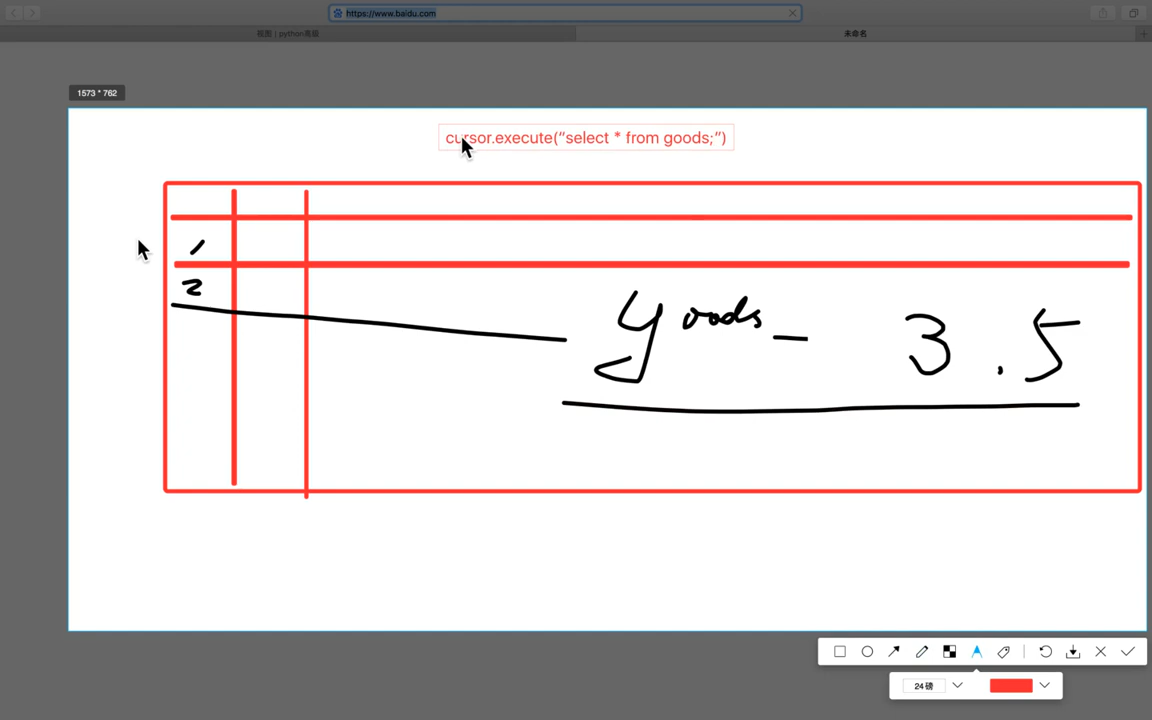 https://www.baidu.com
视图 | python高级
未命名
1573 * 762
cursor.execute("select * from goods;")
1
2
goods- 3.5
24磅